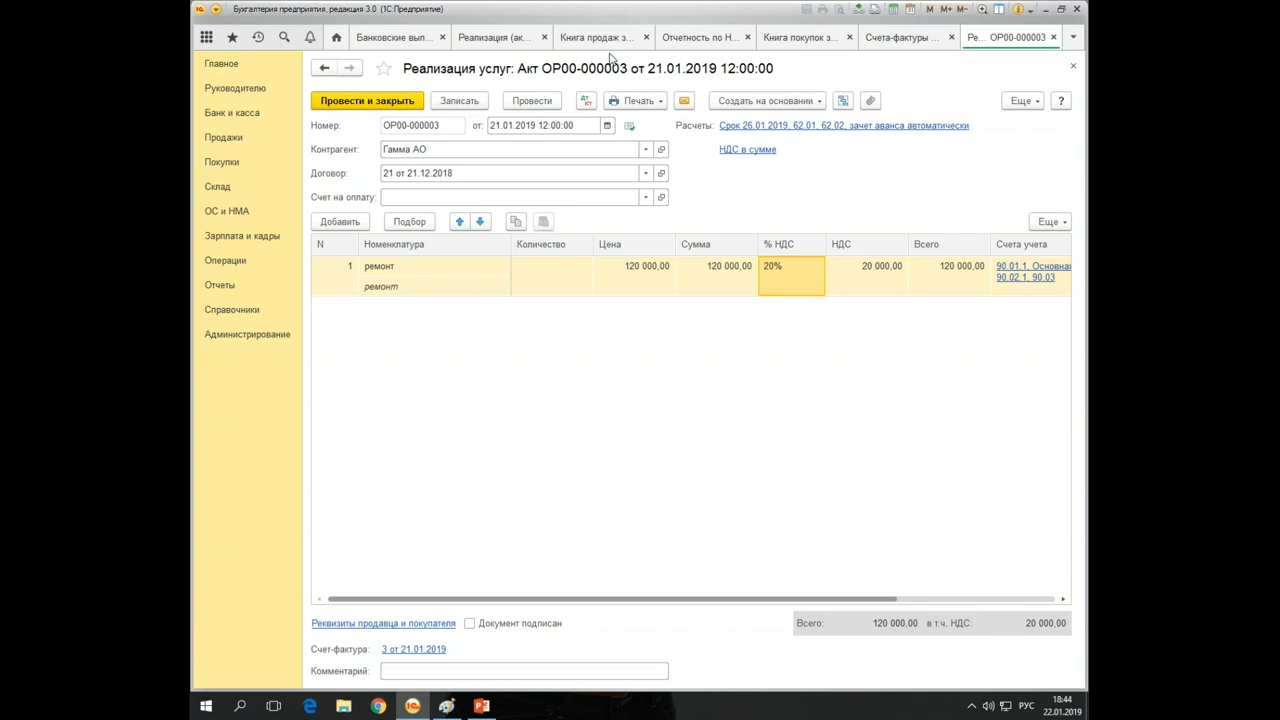 Бухгалтерия предприятия, редакция 3.0 (1С:Предприятие)
M M+ M-
Банковские вып... Реализация (ак... Книга продаж з... Отчетность по Н... Книга покупок з... Счета-фактуры ... Ре... ОР00-000003
Главное
Руководителю
Банк и касса
Продажи
Покупки
Склад
ОС и НМА
Зарплата и кадры
Операции
Отчеты
Справочники
Администрирование
Реализация услуг: Акт ОР00-000003 от 21.01.2019 12:00:00
Провести и закрыть Записать Провести Дт Кт Печать Создать на основании Еще ?
Номер: ОР00-000003 от: 21.01.2019 12:00:00 Расчеты: Срок 26.01.2019, 62.01, 62.02, зачет аванса автоматически
Контрагент: Гамма АО НДС в сумме
Договор: 21 от 21.12.2018
Счет на оплату:
Добавить Подбор Еще
N Номенклатура Количество Цена Сумма % НДС НДС Всего Счета учета
1 ремонт 120 000,00 120 000,00 20% 20 000,00 120 000,00 90.01.1, Основная
ремонт 90.02.1, 90.03
Реквизиты продавца и покупателя Документ подписан Всего: 120 000,00 в т.ч. НДС: 20 000,00
Счет-фактура: 3 от 21.01.2019
Комментарий:
РУС 18:44
22.01.2019